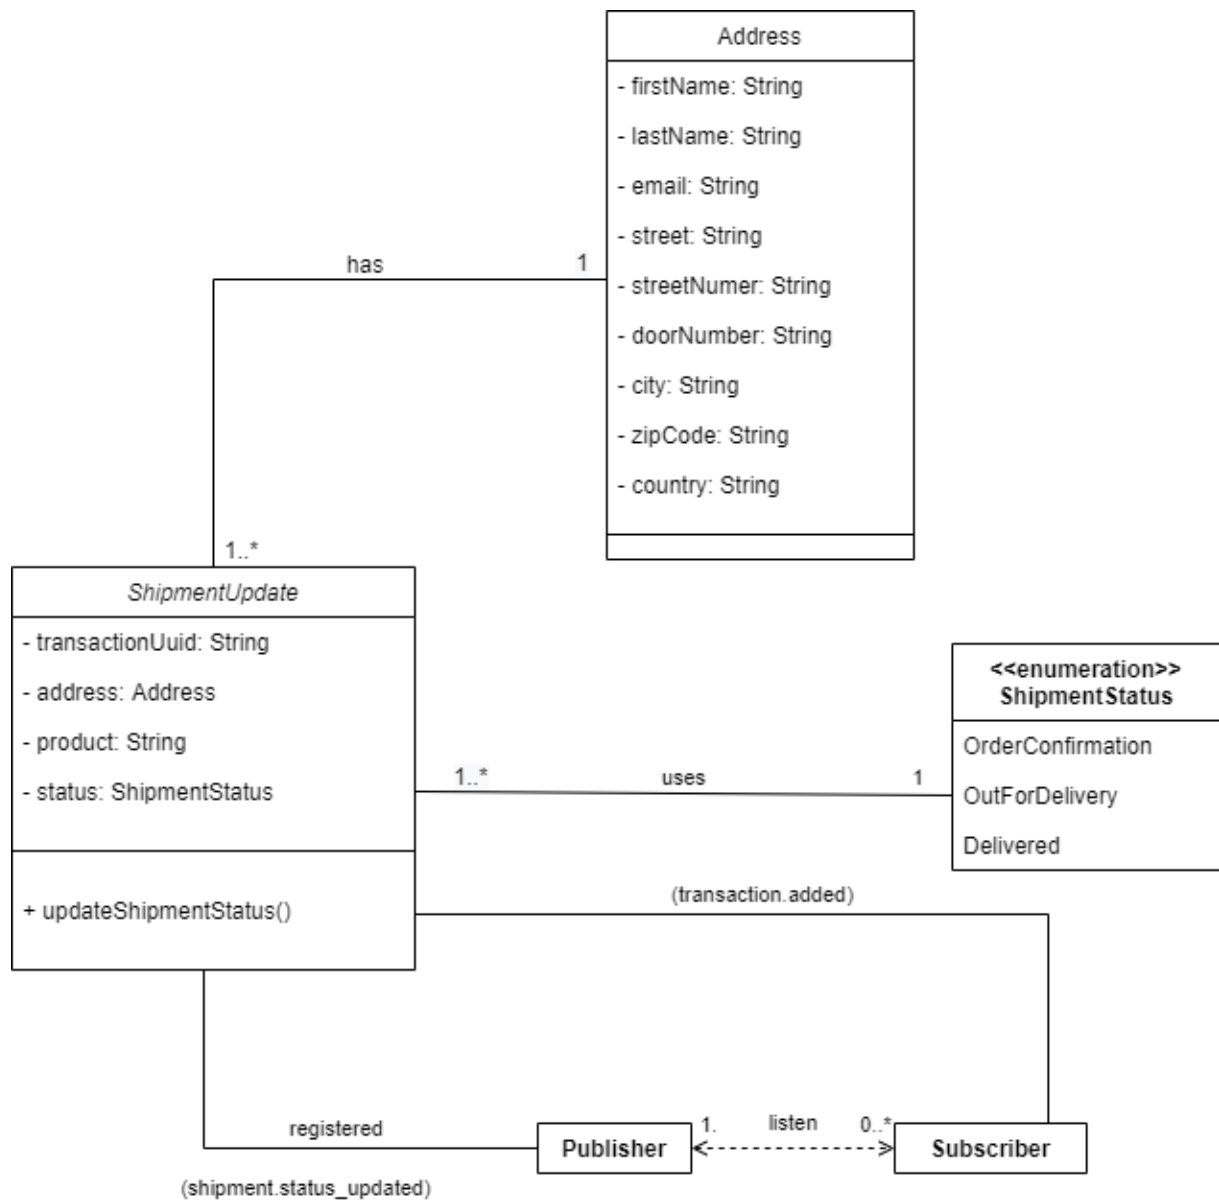 Address
- firstName: String
- lastName: String
- email: String
- street: String
- streetNumer: String
- doorNumber: String
- city: String
- zipCode: String
- country: String
has
1
1..*
ShipmentUpdate
- transactionUuid: String
- address: Address
- product: String
- status: ShipmentStatus
+ updateShipmentStatus()
1..*
uses
1
<<enumeration>>
ShipmentStatus
OrderConfirmation
OutForDelivery
Delivered
(transaction.added)
registered
(shipment.status_updated)
Publisher
1.
listen
0..*
Subscriber